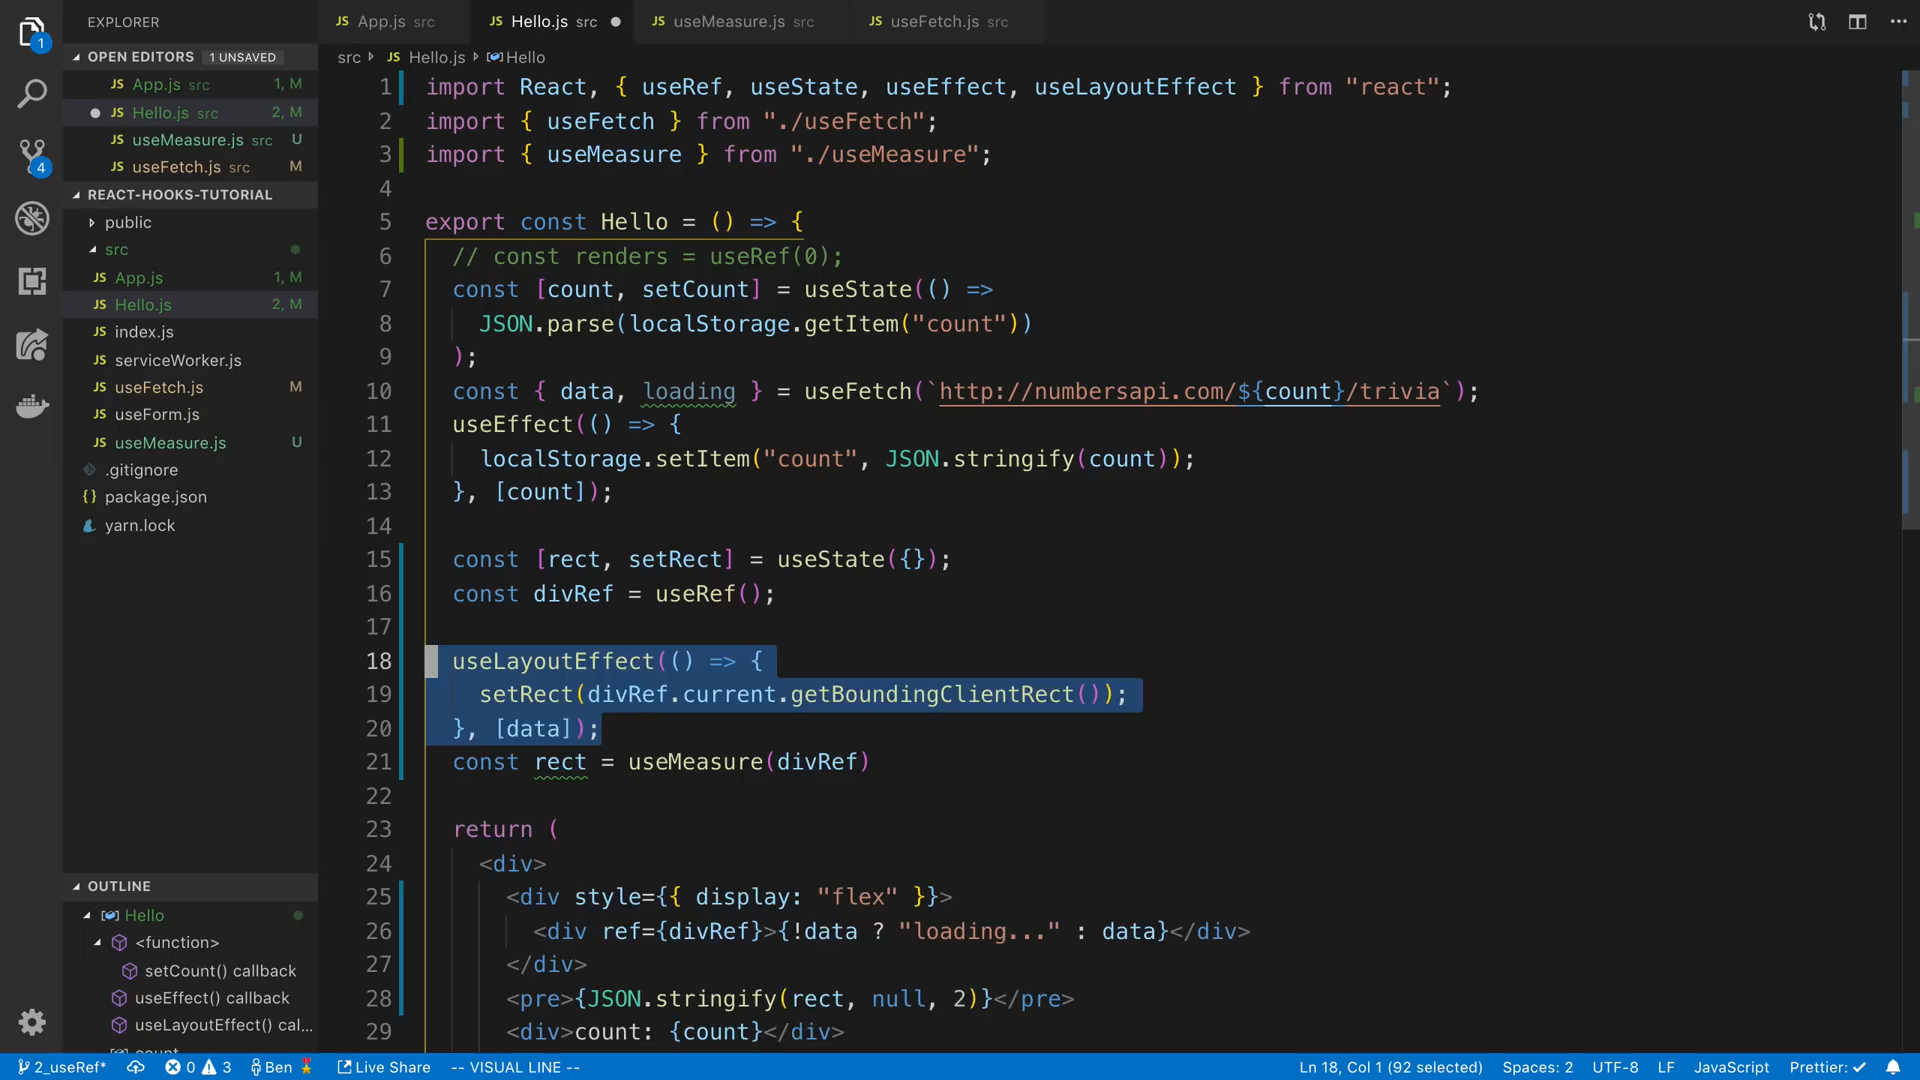 EXPLORER
OPEN EDITORS 1 UNSAVED
JS App.js src 1, M
JS Hello.js src 2, M
JS useMeasure.js src U
JS useFetch.js src M
REACT-HOOKS-TUTORIAL
public
src
JS App.js 1, M
JS Hello.js 2, M
JS index.js
JS serviceWorker.js
JS useFetch.js M
JS useForm.js
JS useMeasure.js U
.gitignore
{} package.json
yarn.lock
OUTLINE
Hello
<function>
setCount() callback
useEffect() callback
useLayoutEffect() cal...
count
1
4
JS App.js src
JS Hello.js src
JS useMeasure.js src
JS useFetch.js src
src JS Hello.js Hello
1 import React, { useRef, useState, useEffect, useLayoutEffect } from "react";
2 import { useFetch } from "./useFetch";
3 import { useMeasure } from "./useMeasure";
4
5 export const Hello = () => {
6 // const renders = useRef(0);
7 const [count, setCount] = useState(() =>
8 JSON.parse(localStorage.getItem("count"))
9 );
10 const { data, loading } = useFetch(`http://numbersapi.com/${count}/trivia`);
11 useEffect(() => {
12 localStorage.setItem("count", JSON.stringify(count));
13 }, [count]);
14
15 const [rect, setRect] = useState({});
16 const divRef = useRef();
17
18 useLayoutEffect(() => {
19 setRect(divRef.current.getBoundingClientRect());
20 }, [data]);
21 const rect = useMeasure(divRef)
22
23 return (
24 <div>
25 <div style={{ display: "flex" }}>
26 <div ref={divRef}>{!data ? "loading..." : data}</div>
27 </div>
28 <pre>{JSON.stringify(rect, null, 2)}</pre>
29 <div>count: {count}</div>
2_useRef* 0 3 Ben Live Share -- VISUAL LINE -- Ln 18, Col 1 (92 selected) Spaces: 2 UTF-8 LF JavaScript Prettier: ✓